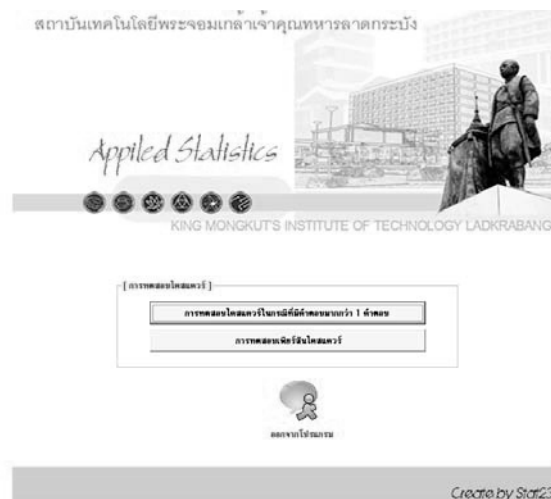 สถาบันเทคโนโลยีพระจอมเกล้าเจ้าคุณทหารลาดกระบัง
Appiled Statistics
KING MONGKUT'S INSTITUTE OF TECHNOLOGY LADKRABANG
[ การทดสอบไคสแควร์ ]
การทดสอบไคสแควร์ในกรณีที่มีคำตอบมากกว่า 1 คำตอบ
การทดสอบเพียร์สันไคสแควร์
ออกจากโปรแกรม
Create by Stat23